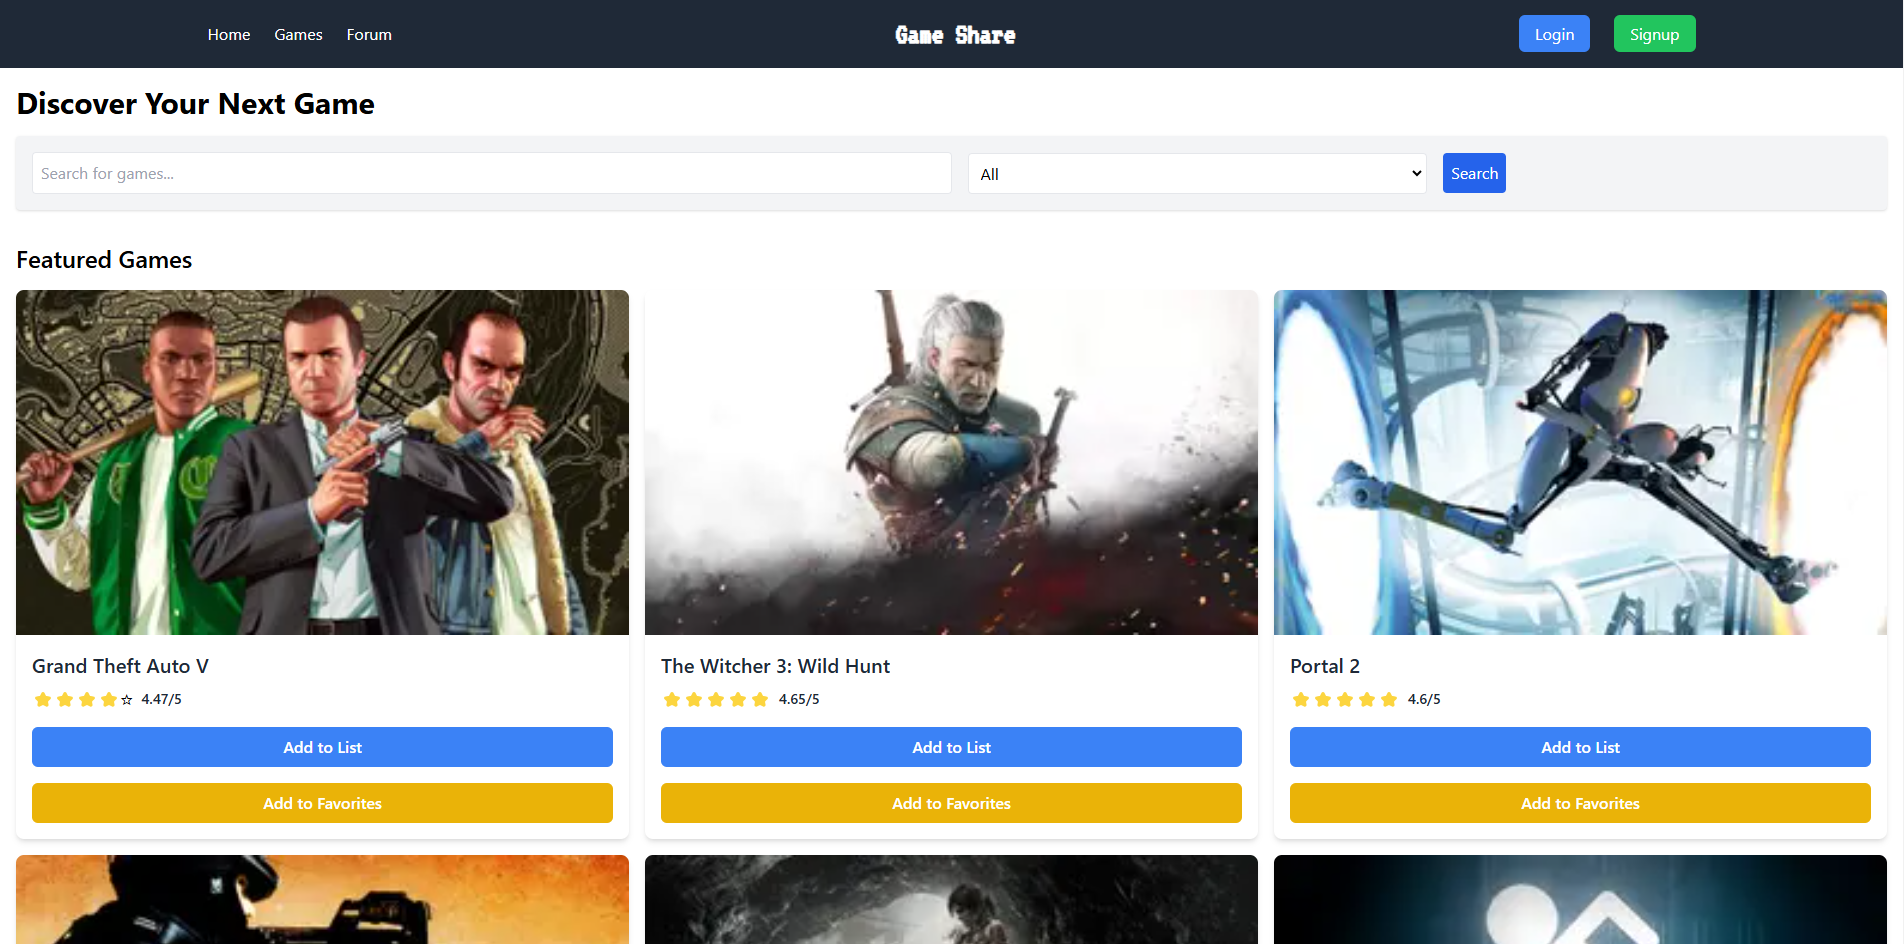 Home Games Forum Game Share Login Signup
Discover Your Next Game
Search for games... All Search
Featured Games
Grand Theft Auto V The Witcher 3: Wild Hunt Portal 2
4.47/5 4.65/5 4.6/5
Add to List Add to List Add to List
Add to Favorites Add to Favorites Add to Favorites